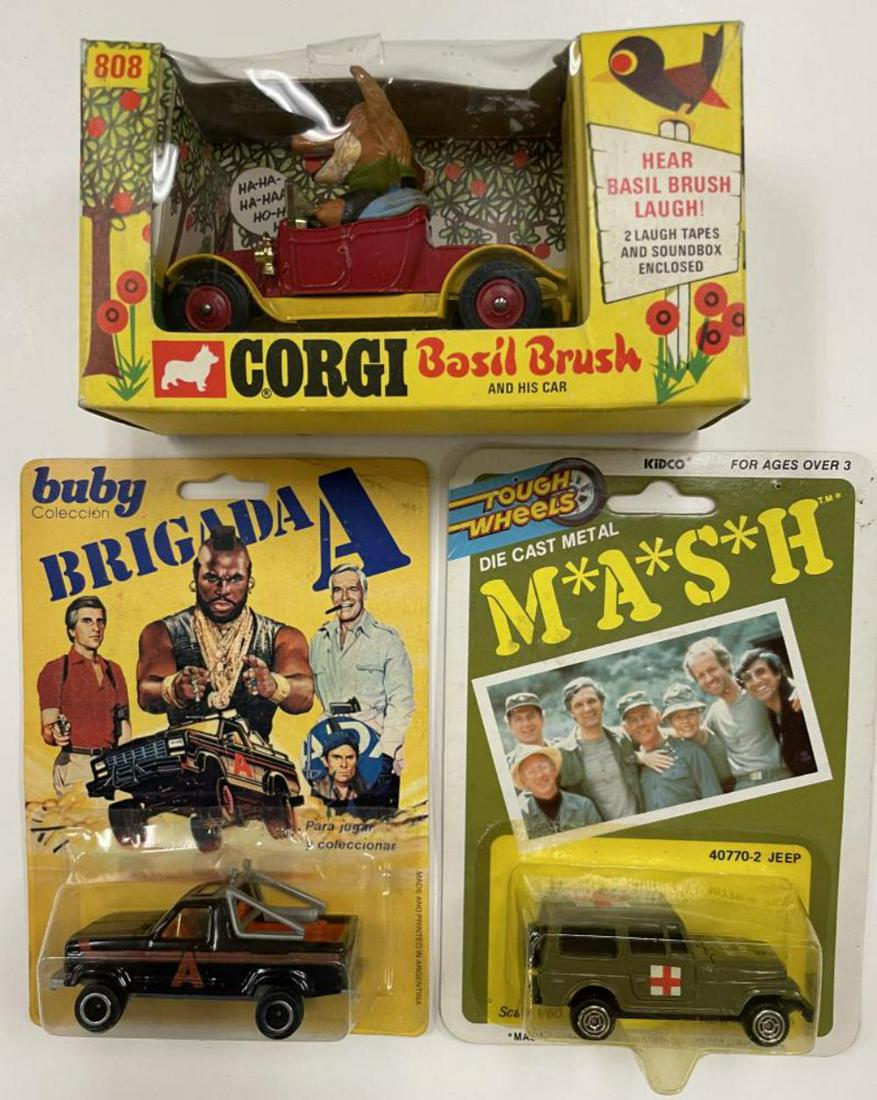 808
HA-HA-
HA-HAA
HO-H
HEAR
BASIL BRUSH
LAUGH!
2 LAUGH TAPES
AND SOUNDBOX
ENCLOSED
CORGI ®
Basil Brush
AND HIS CAR
buby
Colección
BRIGADA A
A
Para jugar
y coleccionar
MADE AND PRINTED IN ARGENTINA
A
KIDCO® FOR AGES OVER 3
TOUGH
WHEELS
DIE CAST METAL
M*A*S*H™*
40770-2 JEEP